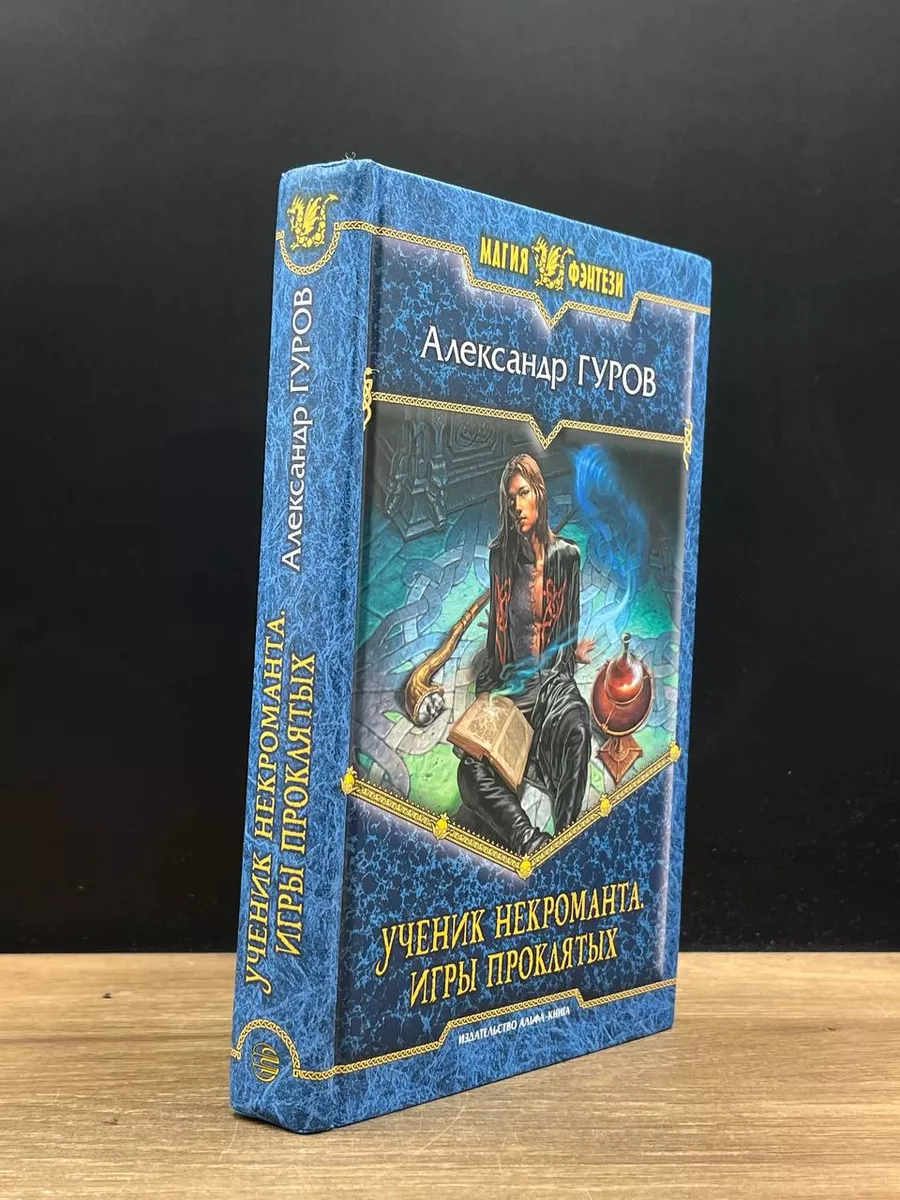 МАГИЯ ФЭНТЕЗИ
Александр ГУРОВ
УЧЕНИК НЕКРОМАНТА.
ИГРЫ ПРОКЛЯТЫХ
ИЗДАТЕЛЬСТВО АЛЬФА-КНИГА
Александр ГУРОВ
УЧЕНИК НЕКРОМАНТА.
ИГРЫ ПРОКЛЯТЫХ